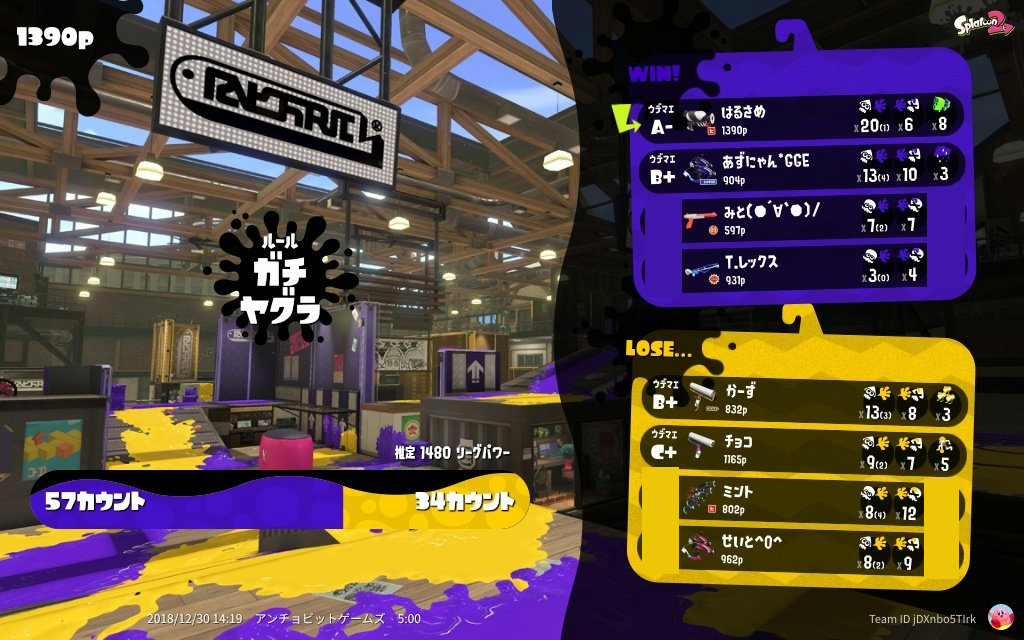 1390p
Splatoon2
ルール
ガチ
ヤグラ
推定 1480 リーグパワー
57カウント
34カウント
2018/12/30 14:19 アンチョビットゲームズ 5:00
WIN!
ウデマエ
A-
はるさめ
1390p
x20(1) x6 x8
ウデマエ
B+
あずにゃん*GGE
904p
x13(4) x10 x3
みと(●´∀`●)/
597p
x7(2) x7
T.レックス
931p
x3(0) x4
LOSE...
ウデマエ
B+
かーず
832p
x13(3) x8 x3
ウデマエ
C+
チョコ
1165p
x9(2) x7 x5
ミント
802p
x8(4) x12
せいと^0^
962p
x8(2) x9
Team ID jDXnbo5TIrk